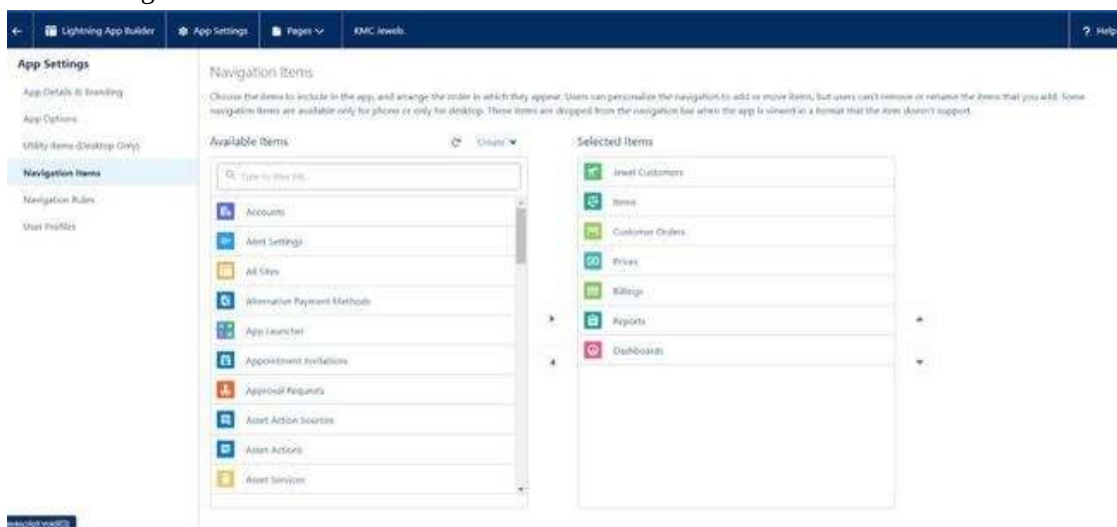 Lightning App Builder
App Settings
Pages
KMC Jewels
? Help
App Settings
App Details & Branding
App Options
Utility Items (Desktop Only)
Navigation Items
Navigation Rules
User Profiles
Navigation Items
Choose the items to include in the app, and arrange the order in which they appear. Users can personalize the navigation to add or move items, but users can't remove or rename the items that you add. Some
navigation items are available only for phone or only for desktop. These items are dropped from the navigation bar when the app is viewed in a format that the item doesn't support.
Available Items
Create
Type to filter list...
Accounts
Alert Settings
All Sites
Alternative Payment Methods
App Launcher
Appointment Invitations
Approval Requests
Asset Action Sources
Asset Actions
Asset Services
Selected Items
Jewel Customers
Items
Customer Orders
Prices
Billings
Reports
Dashboards